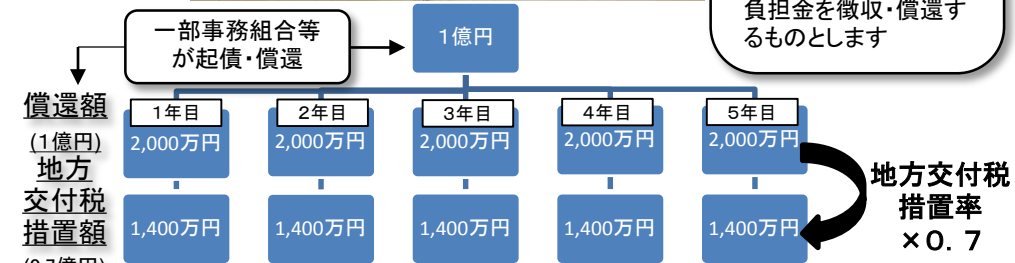 負担金を徴収・償還す
るものとします
一部事務組合等
が起債・償還
1億円
償還額
(1億円)
1年目
2,000万円
2年目
2,000万円
3年目
2,000万円
4年目
2,000万円
5年目
2,000万円
地方
交付税
措置額
(0.7億円)
1,400万円
1,400万円
1,400万円
1,400万円
1,400万円
地方交付税
措置率
×0.7